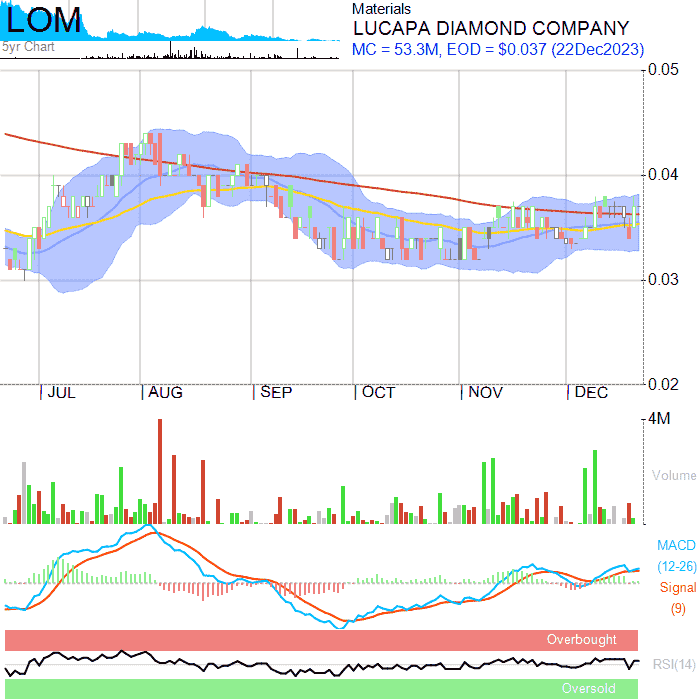 LOM
5yr Chart
Materials
LUCAPA DIAMOND COMPANY
MC = 53.3M, EOD = $0.037 (22Dec2023)
0.05
0.04
0.03
0.02
JUL AUG SEP OCT NOV DEC
4M
Volume
MACD
(12-26)
Signal
(9)
Overbought
RSI(14)
Oversold